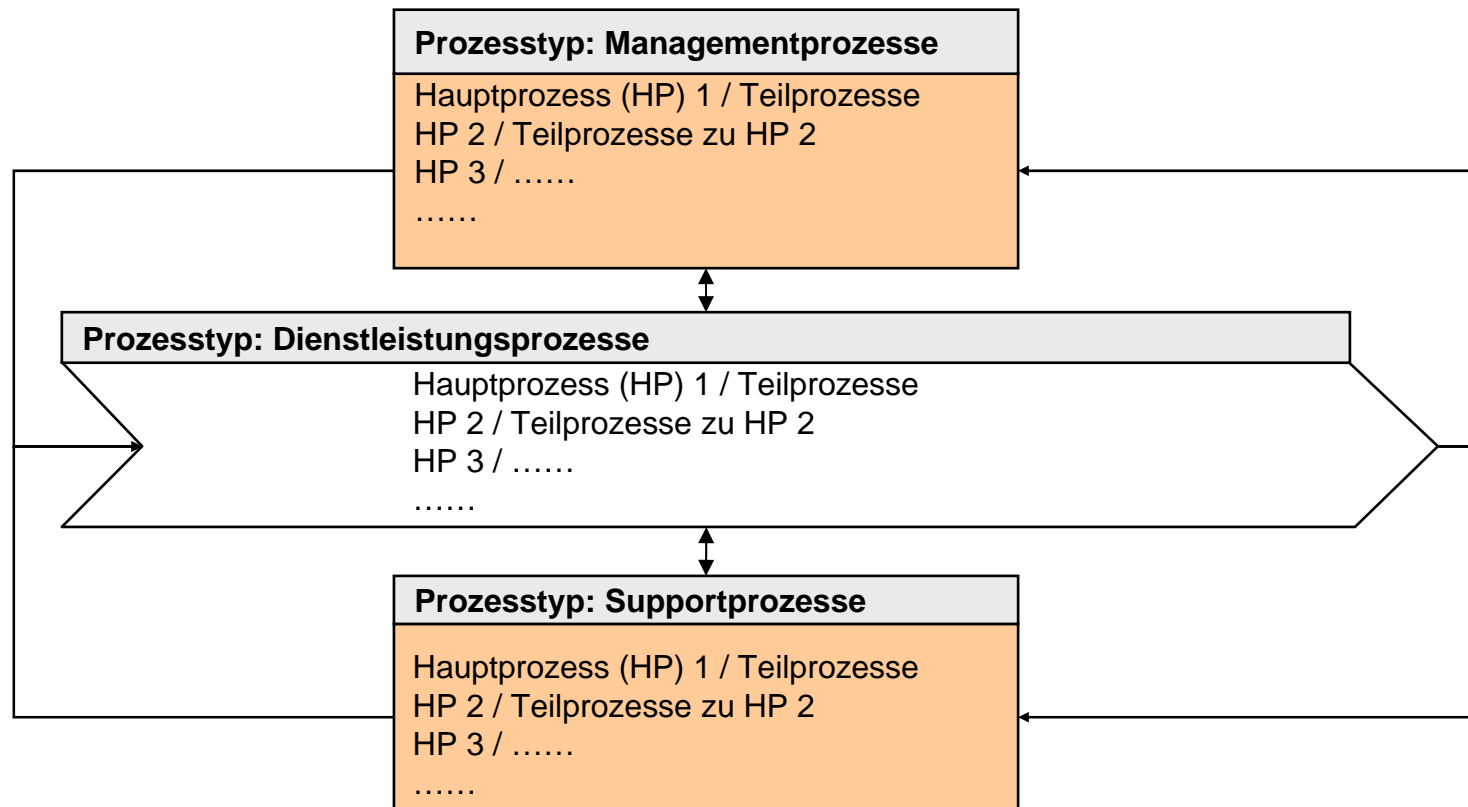 Prozesstyp: Managementprozesse
Hauptprozess (HP) 1 / Teilprozesse
HP 2 / Teilprozesse zu HP 2
HP 3 / ……
……
Prozesstyp: Dienstleistungsprozesse
Hauptprozess (HP) 1 / Teilprozesse
HP 2 / Teilprozesse zu HP 2
HP 3 / ……
……
Prozesstyp: Supportprozesse
Hauptprozess (HP) 1 / Teilprozesse
HP 2 / Teilprozesse zu HP 2
HP 3 / ……
……